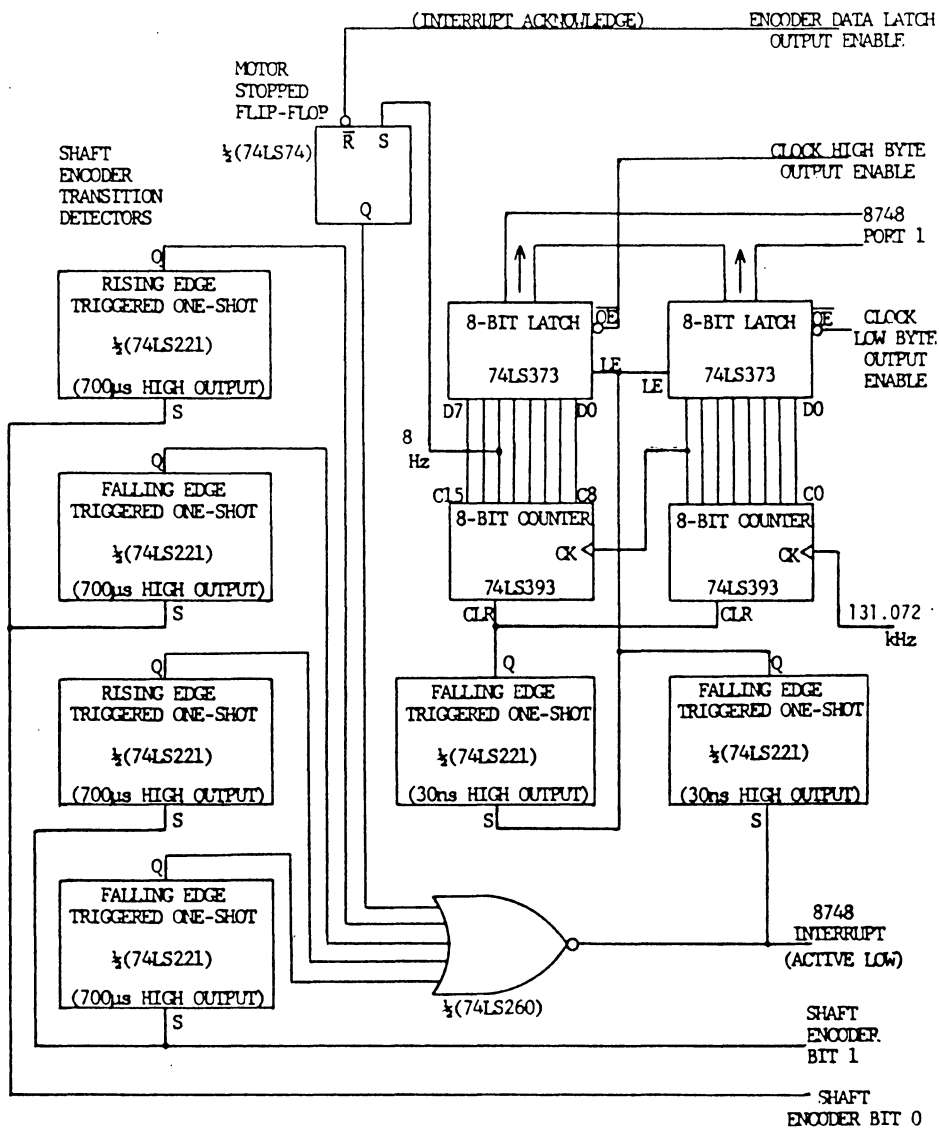 (INTERRUPT ACKNOWLEDGE)
ENCODER DATA LATCH
OUTPUT ENABLE
MOTOR
STOPPED
FLIP-FLOP
R S
½(74LS74)
Q
SHAFT
ENCODER
TRANSITION
DETECTORS
CLOCK HIGH BYTE
OUTPUT ENABLE
8748
PORT 1
Q
RISING EDGE
TRIGGERED ONE-SHOT
½(74LS221)
(700µs HIGH OUTPUT)
S
8-BIT LATCH
OE
74LS373
LE
D7 D0
8-BIT LATCH
OE
74LS373
LE
D0
CLOCK
LOW BYTE
OUTPUT
ENABLE
8
Hz
Q
FALLING EDGE
TRIGGERED ONE-SHOT
½(74LS221)
(700µs HIGH OUTPUT)
S
C15 C8
8-BIT COUNTER
CK
74LS393
CLR
C0
8-BIT COUNTER
CK
74LS393
CLR
131.072
kHz
Q
RISING EDGE
TRIGGERED ONE-SHOT
½(74LS221)
(700µs HIGH OUTPUT)
S
Q
FALLING EDGE
TRIGGERED ONE-SHOT
½(74LS221)
(30ns HIGH OUTPUT)
S
Q
FALLING EDGE
TRIGGERED ONE-SHOT
½(74LS221)
(30ns HIGH OUTPUT)
S
Q
FALLING EDGE
TRIGGERED ONE-SHOT
½(74LS221)
(700µs HIGH OUTPUT)
S
½(74LS260)
8748
INTERRUPT
(ACTIVE LOW)
SHAFT
ENCODER
BIT 1
SHAFT
ENCODER BIT 0